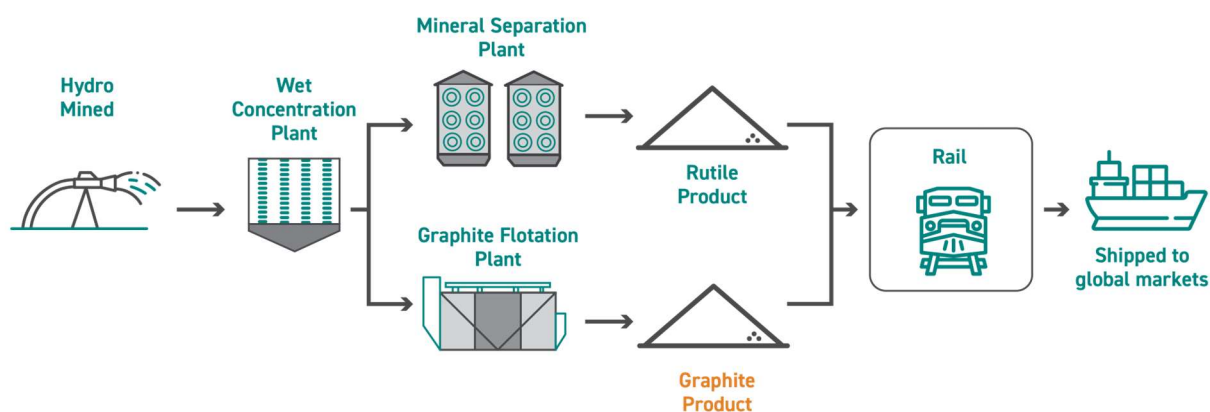 Hydro
Mined
Wet
Concentration
Plant
Mineral Separation
Plant
Rutile
Product
Graphite Flotation
Plant
Graphite
Product
Rail
Shipped to
global markets